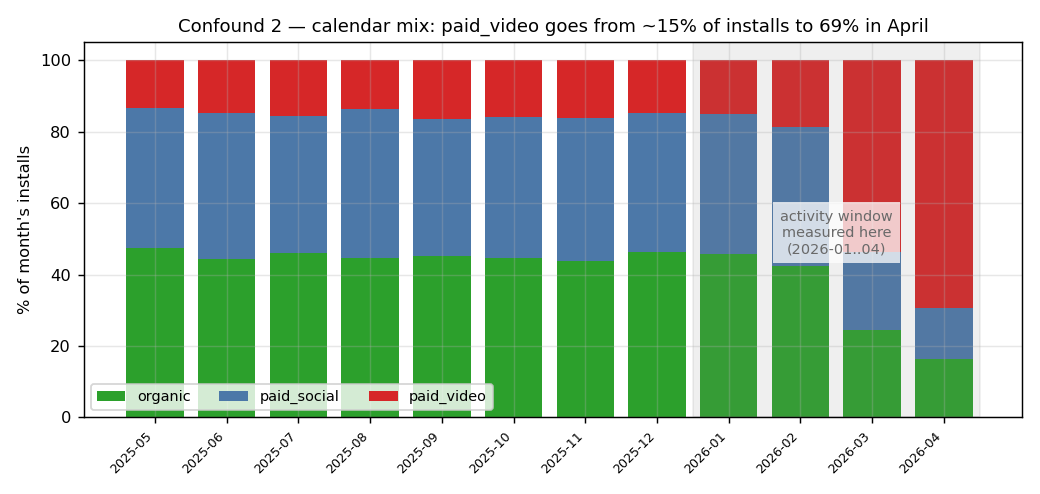 Confound 2 — calendar mix: paid_video goes from ~15% of installs to 69% in April
% of month's installs
100
80
60
40
20
0
activity window
measured here
(2026-01..04)
organic
paid_social
paid_video
2025-05
2025-06
2025-07
2025-08
2025-09
2025-10
2025-11
2025-12
2026-01
2026-02
2026-03
2026-04